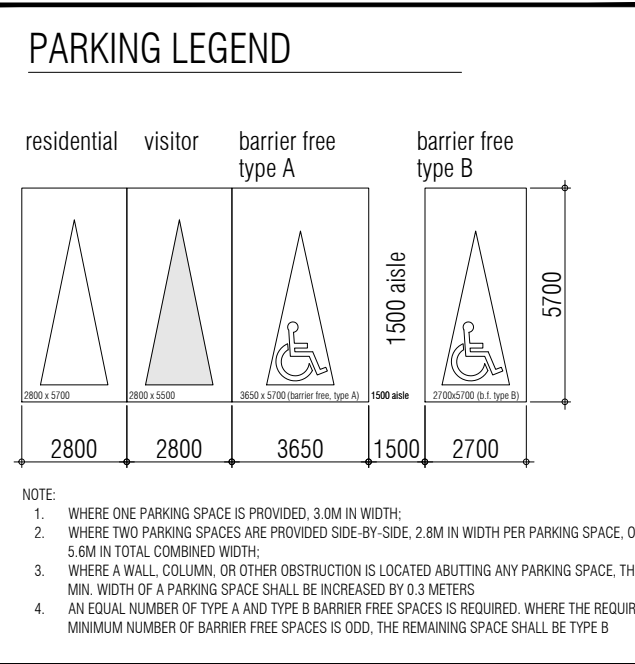 PARKING LEGEND
residential visitor barrier free barrier free
type A type B
1500 aisle
5700
2800 x 5700 2800 x 5500 3650 x 5700 (barrier free, type A) 1500 aisle 2700x5700 (b.f. type B)
2800 2800 3650 1500 2700
NOTE:
1. WHERE ONE PARKING SPACE IS PROVIDED, 3.0M IN WIDTH;
2. WHERE TWO PARKING SPACES ARE PROVIDED SIDE-BY-SIDE, 2.8M IN WIDTH PER PARKING SPACE, O
5.6M IN TOTAL COMBINED WIDTH;
3. WHERE A WALL, COLUMN, OR OTHER OBSTRUCTION IS LOCATED ABUTTING ANY PARKING SPACE, TH
MIN. WIDTH OF A PARKING SPACE SHALL BE INCREASED BY 0.3 METERS
4. AN EQUAL NUMBER OF TYPE A AND TYPE B BARRIER FREE SPACES IS REQUIRED. WHERE THE REQUIR
MINIMUM NUMBER OF BARRIER FREE SPACES IS ODD, THE REMAINING SPACE SHALL BE TYPE B